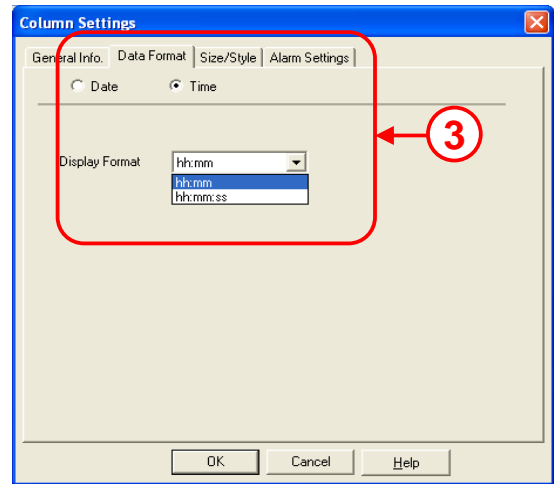 Column Settings
General Info. Data Format Size/Style Alarm Settings
Date Time
3
Display Format hh:mm
hh:mm
hh:mm:ss
OK Cancel Help